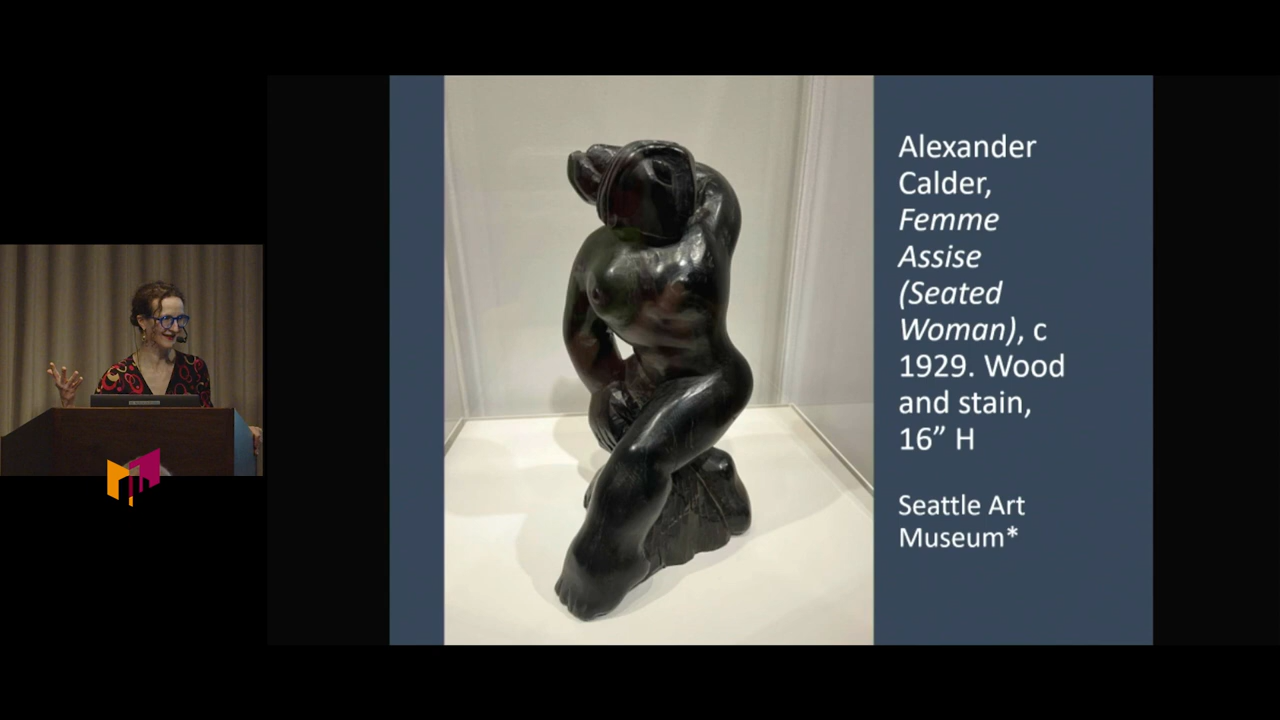 Alexander
Calder,
Femme
Assise
(Seated
Woman), c
1929. Wood
and stain,
16” H
Seattle Art
Museum*